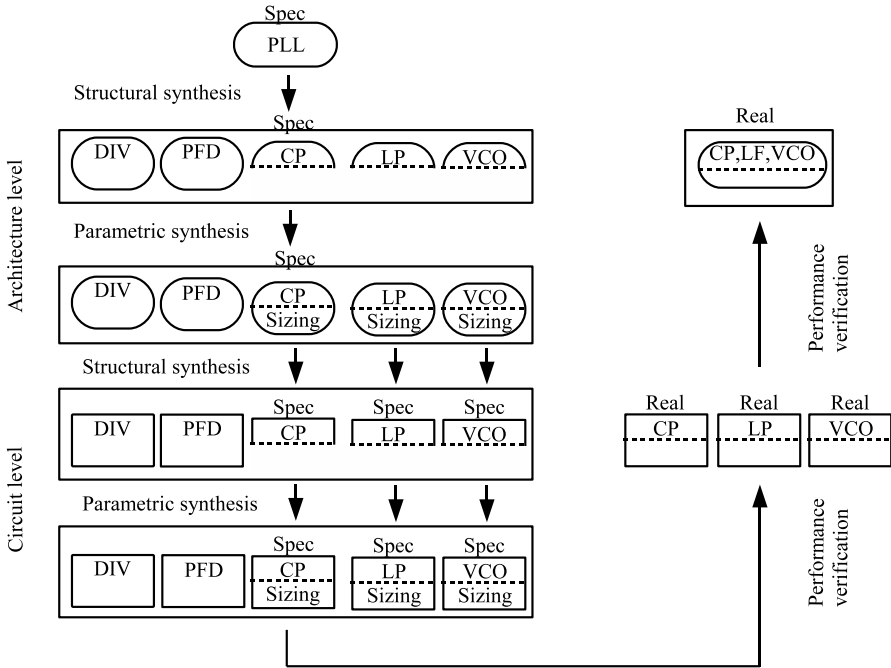 Spec
PLL
Structural synthesis
Spec
DIV PFD CP LP VCO
Architecture level
Parametric synthesis
Spec
DIV PFD CP LP VCO
Sizing Sizing Sizing
Structural synthesis
Spec Spec Spec
DIV PFD CP LP VCO
Circuit level
Parametric synthesis
Spec Spec Spec
DIV PFD CP LP VCO
Sizing Sizing Sizing
Real
CP,LF,VCO
Performance
verification
Real Real Real
CP LP VCO
Performance
verification